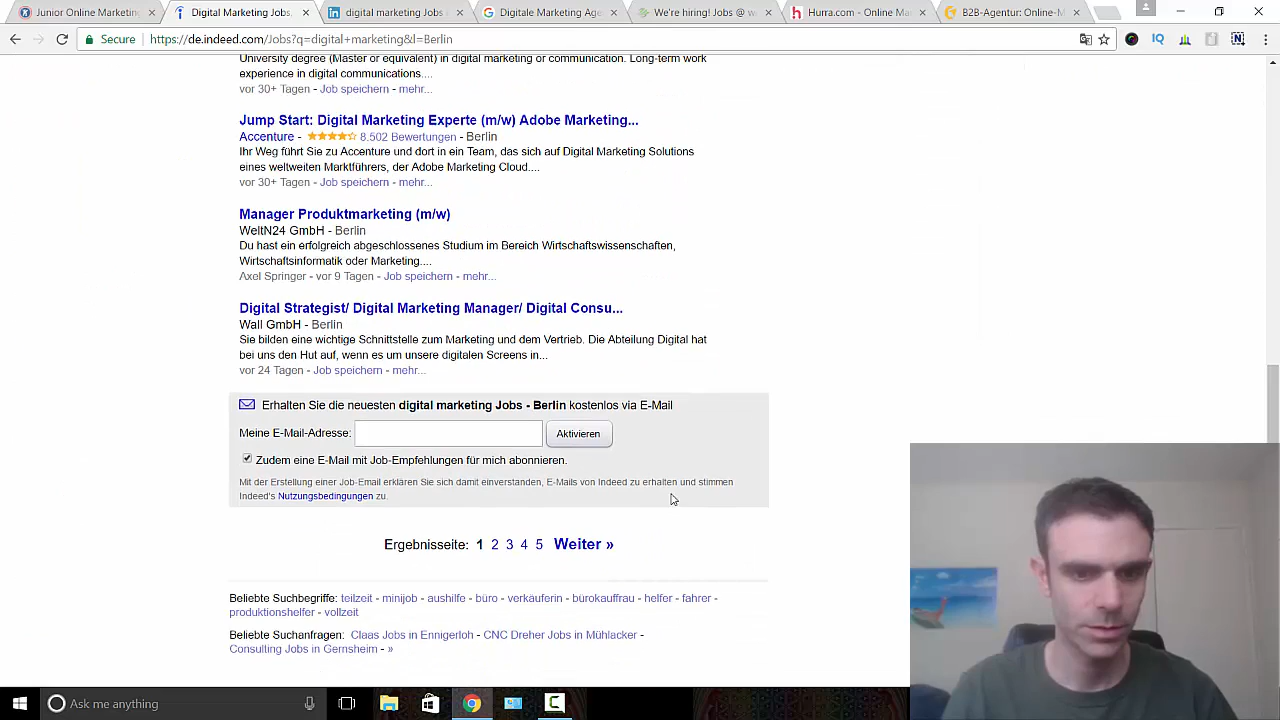 Junior Online Marketing
Digital Marketing Jobs,
digital marketing Jobs
Digitale Marketing Age
We're hiring! Jobs @ w
Hurra.com - Online Ma
B2B-Agentur: Online-M
Secure https://de.indeed.com/Jobs?q=digital+marketing&l=Berlin
University degree (Master or equivalent) in digital marketing or communication. Long-term work
experience in digital communications....
vor 30+ Tagen - Job speichern - mehr...
Jump Start: Digital Marketing Experte (m/w) Adobe Marketing...
Accenture - 8.502 Bewertungen - Berlin
Ihr Weg führt Sie zu Accenture und dort in ein Team, das sich auf Digital Marketing Solutions
eines weltweiten Marktführers, der Adobe Marketing Cloud....
vor 30+ Tagen - Job speichern - mehr...
Manager Produktmarketing (m/w)
WeltN24 GmbH - Berlin
Du hast ein erfolgreich abgeschlossenes Studium im Bereich Wirtschaftswissenschaften,
Wirtschaftsinformatik oder Marketing....
Axel Springer - vor 9 Tagen - Job speichern - mehr...
Digital Strategist/ Digital Marketing Manager/ Digital Consu...
Wall GmbH - Berlin
Sie bilden eine wichtige Schnittstelle zum Marketing und dem Vertrieb. Die Abteilung Digital hat
bei uns den Hut auf, wenn es um unsere digitalen Screens in...
vor 24 Tagen - Job speichern - mehr...
Erhalten Sie die neuesten digital marketing Jobs - Berlin kostenlos via E-Mail
Meine E-Mail-Adresse: Aktivieren
Zudem eine E-Mail mit Job-Empfehlungen für mich abonnieren.
Mit der Erstellung einer Job-Email erklären Sie sich damit einverstanden, E-Mails von Indeed zu erhalten und stimmen
Indeed's Nutzungsbedingungen zu.
Ergebnisseite: 1 2 3 4 5 Weiter »
Beliebte Suchbegriffe: teilzeit - minijob - aushilfe - büro - verkäuferin - bürokauffrau - helfer - fahrer -
produktionshelfer - vollzeit
Beliebte Suchanfragen: Claas Jobs in Ennigerloh - CNC Dreher Jobs in Mühlacker -
Consulting Jobs in Gernsheim - »
Ask me anything